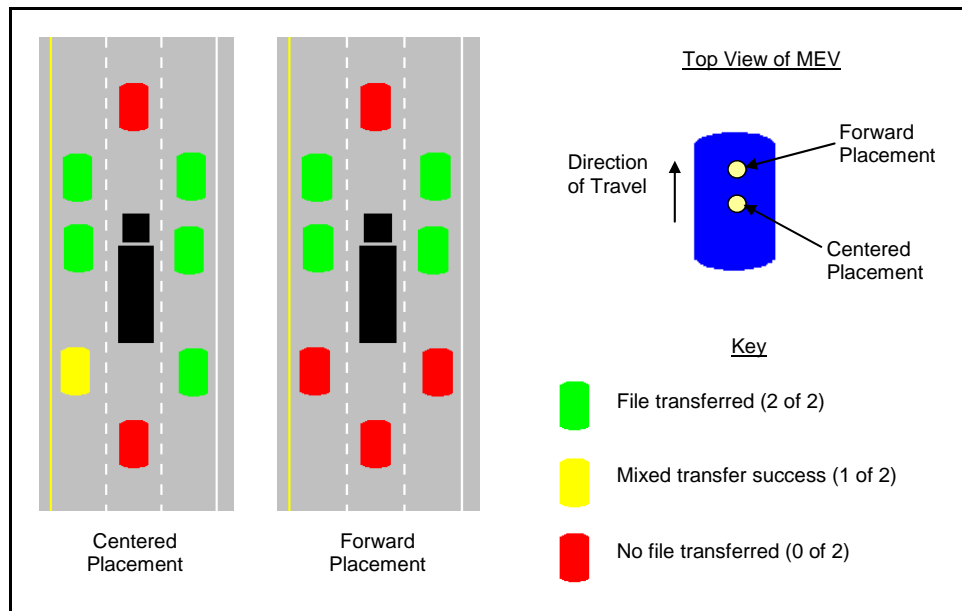 Top View of MEV
Forward
Placement
Direction
of Travel
Centered
Placement
Key
File transferred (2 of 2)
Mixed transfer success (1 of 2)
No file transferred (0 of 2)
Centered
Placement
Forward
Placement